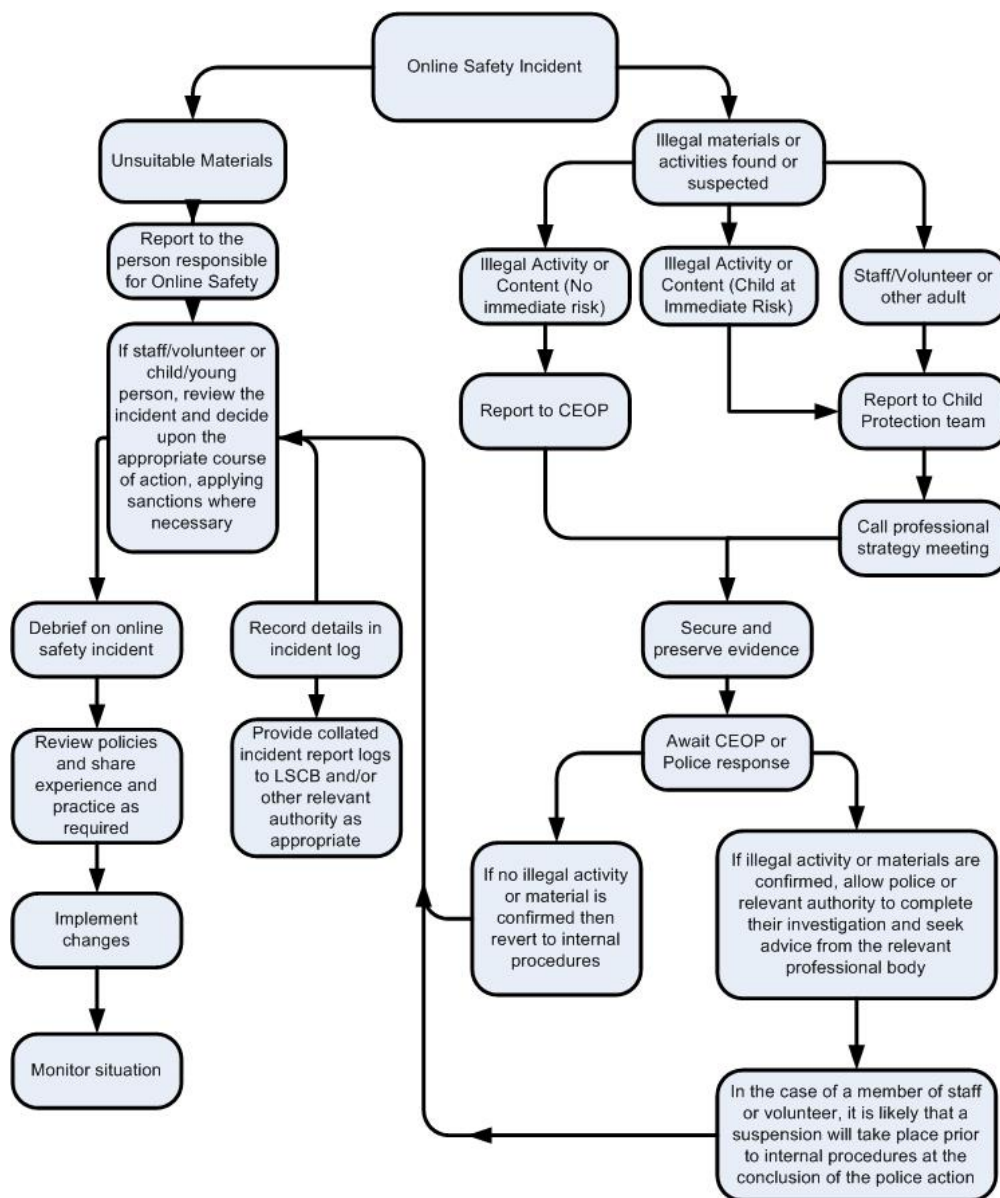 Online Safety Incident
Unsuitable Materials
Report to the
person responsible
for Online Safety
If staff/volunteer or
child/young
person, review the
incident and decide
upon the
appropriate course
of action, applying
sanctions where
necessary
Debrief on online
safety incident
Review policies
and share
experience and
practice as
required
Implement
changes
Monitor situation
Record details in
incident log
Provide collated
incident report logs
to LSCB and/or
other relevant
authority as
appropriate
Illegal materials or
activities found or
suspected
Illegal Activity or
Content (No
immediate risk)
Illegal Activity or
Content (Child at
Immediate Risk)
Staff/Volunteer or
other adult
Report to CEOP
Report to Child
Protection team
Call professional
strategy meeting
Secure and
preserve evidence
Await CEOP or
Police response
If no illegal activity
or material is
confirmed then
revert to internal
procedures
If illegal activity or materials are
confirmed, allow police or
relevant authority to complete
their investigation and seek
advice from the relevant
professional body
In the case of a member of staff
or volunteer, it is likely that a
suspension will take place prior
to internal procedures at the
conclusion of the police action